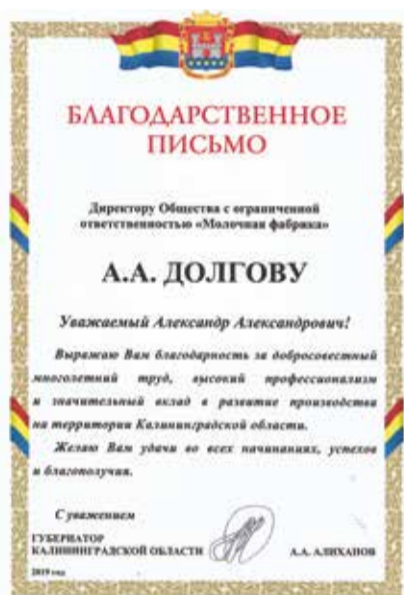 БЛАГОДАРСТВЕННОЕ
ПИСЬМО
Директору Общества с ограниченной
ответственностью «Молочная фабрика»
А.А. ДОЛГОВУ
Уважаемый Александр Александрович!
Выражаю Вам благодарность за добросовестный
многолетний труд, высокий профессионализм
и значительный вклад в развитие производства
на территории Калининградской области.
Желаю Вам удачи во всех начинаниях, успехов
и благополучия.
С уважением
ГУБЕРНАТОР
КАЛИНИНГРАДСКОЙ ОБЛАСТИ
А.А. АЛИХАНОВ
2019 год